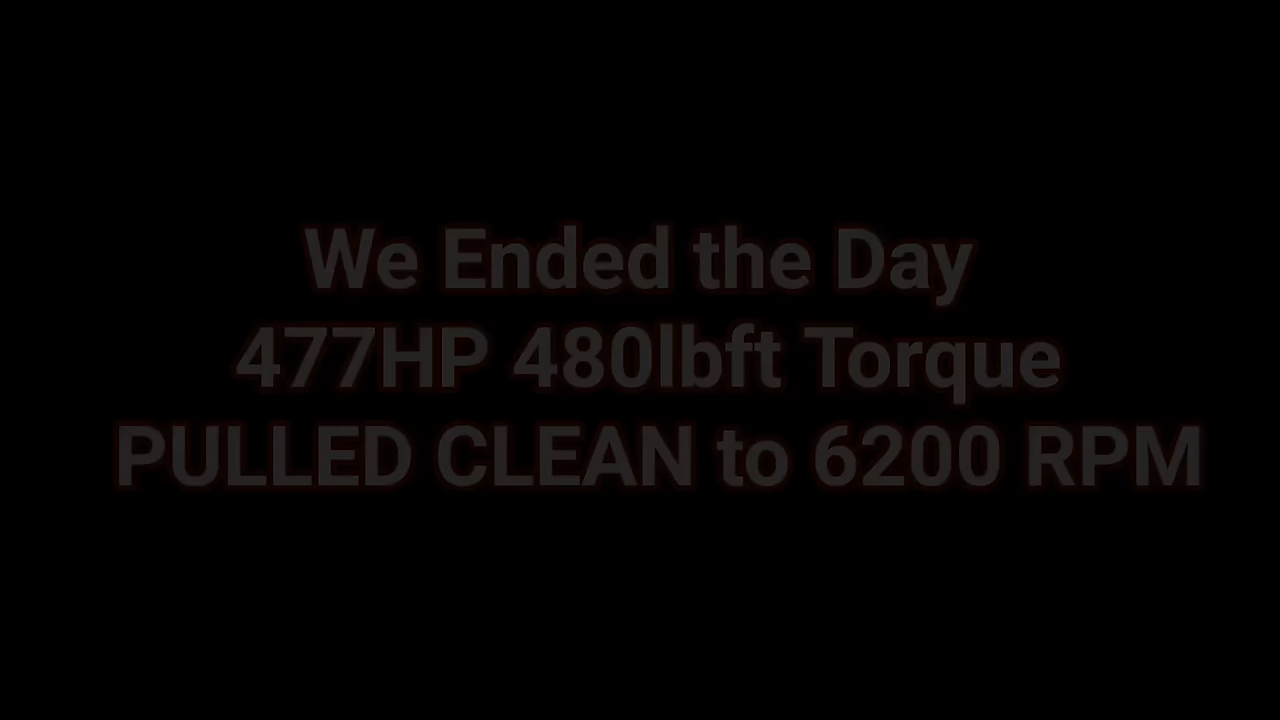 We Ended the Day
477HP 480lbft Torque
PULLED CLEAN to 6200 RPM